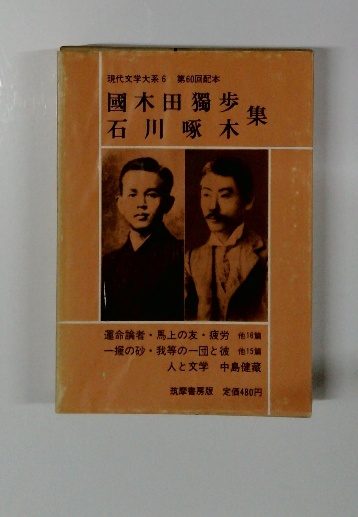 現代文学大系6 第60回配本
國木田獨歩
石川啄木 集
運命論者・馬上の友・疲労 他16篇
一握の砂・我等の一団と彼 他15篇
人と文学 中島健蔵
筑摩書房版 定価480円